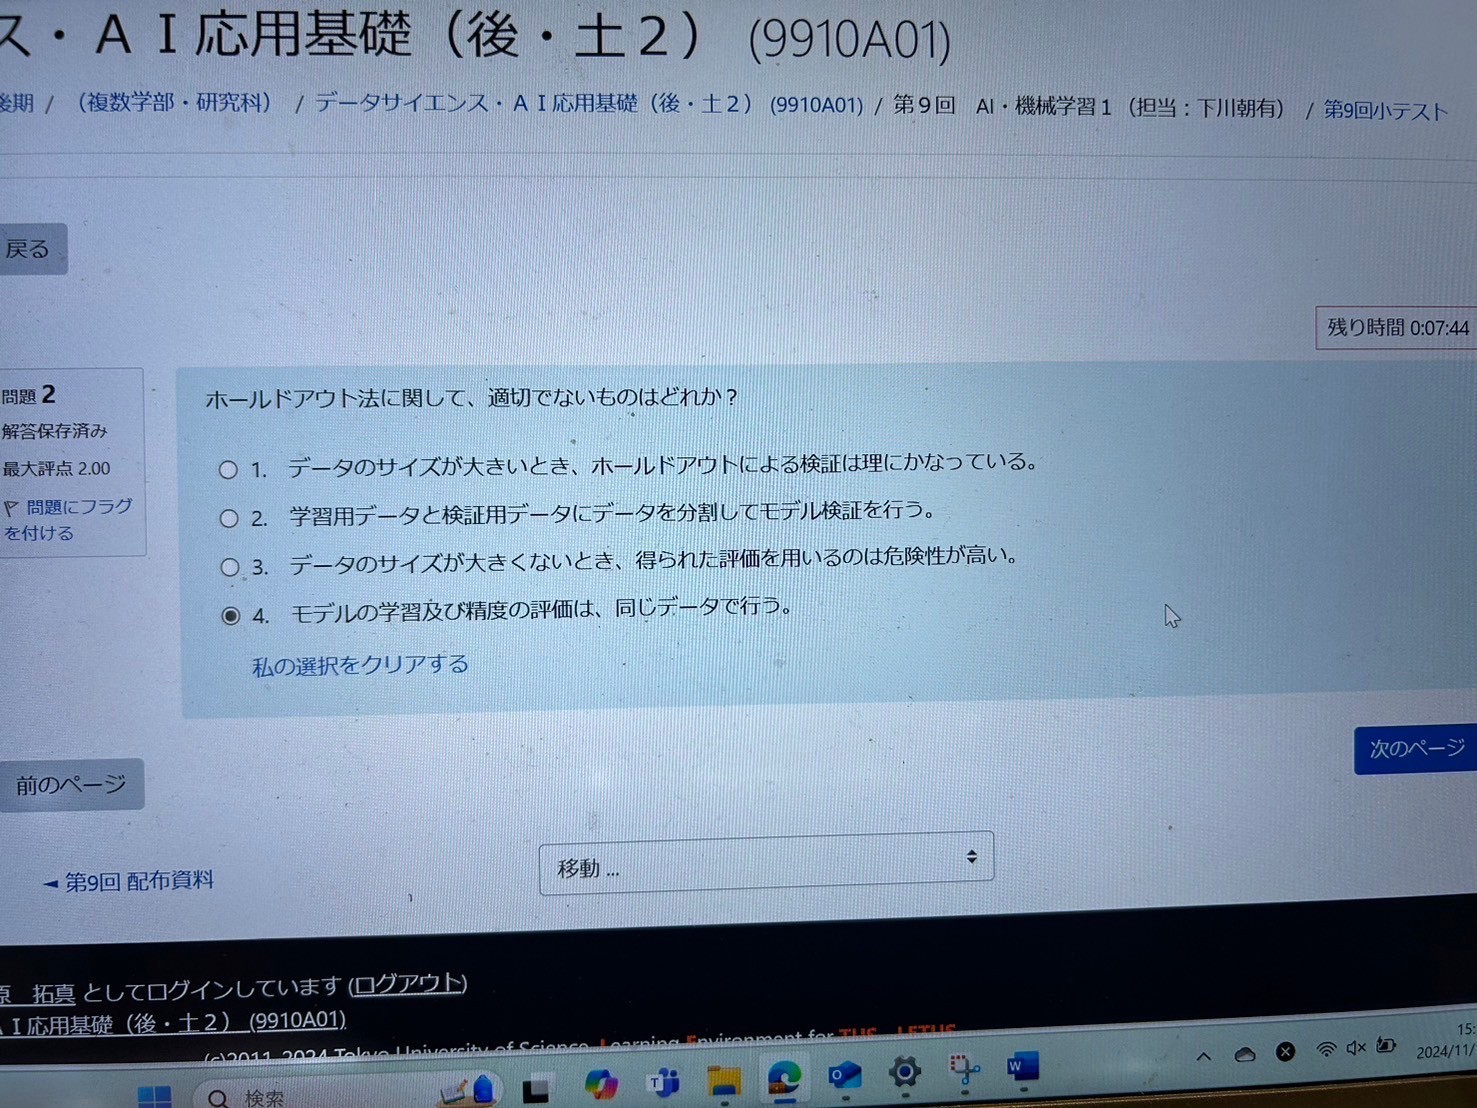 ス・ＡＩ応用基礎（後・土２） (9910A01)
後期 / （複数学部・研究科） / データサイエンス・ＡＩ応用基礎（後・土２） (9910A01) / 第９回 AI・機械学習１（担当：下川朝有） / 第9回小テスト
戻る
残り時間 0:07:44
問題 2
解答保存済み
最大評点 2.00
問題にフラグ
を付ける
ホールドアウト法に関して、適切でないものはどれか？
1. データのサイズが大きいとき、ホールドアウトによる検証は理にかなっている。
2. 学習用データと検証用データにデータを分割してモデル検証を行う。
3. データのサイズが大きくないとき、得られた評価を用いるのは危険性が高い。
4. モデルの学習及び精度の評価は、同じデータで行う。
私の選択をクリアする
次のページ
前のページ
◄ 第9回 配布資料
移動 ...
原 拓真 としてログインしています (ログアウト)
ＡＩ応用基礎（後・土２） (9910A01)
(c)2011-2024 Tokyo University of Science Learning Environment for TUS LETUS
検索
15:
2024/11/